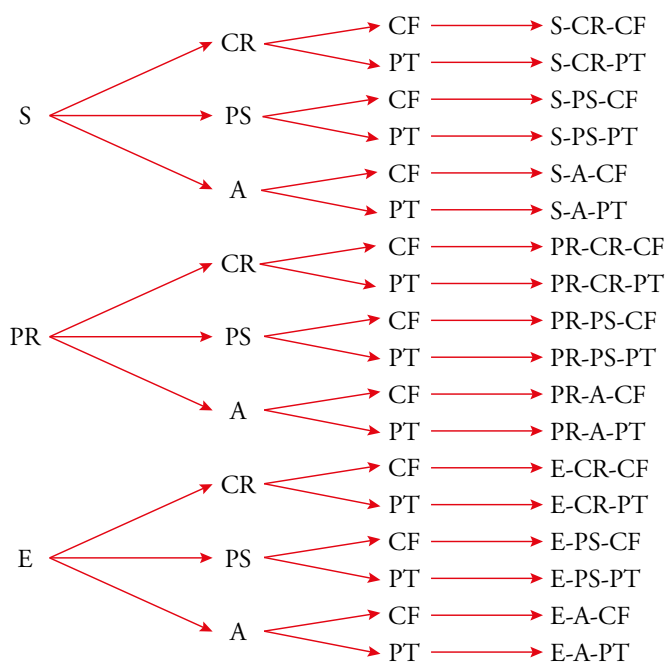 CF S-CR-CF
CR
PT S-CR-PT
CF S-PS-CF
S PS
PT S-PS-PT
CF S-A-CF
A
PT S-A-PT
CF PR-CR-CF
CR
PT PR-CR-PT
CF PR-PS-CF
PR PS
PT PR-PS-PT
CF PR-A-CF
A
PT PR-A-PT
CF E-CR-CF
CR
PT E-CR-PT
CF E-PS-CF
E PS
PT E-PS-PT
CF E-A-CF
A
PT E-A-PT